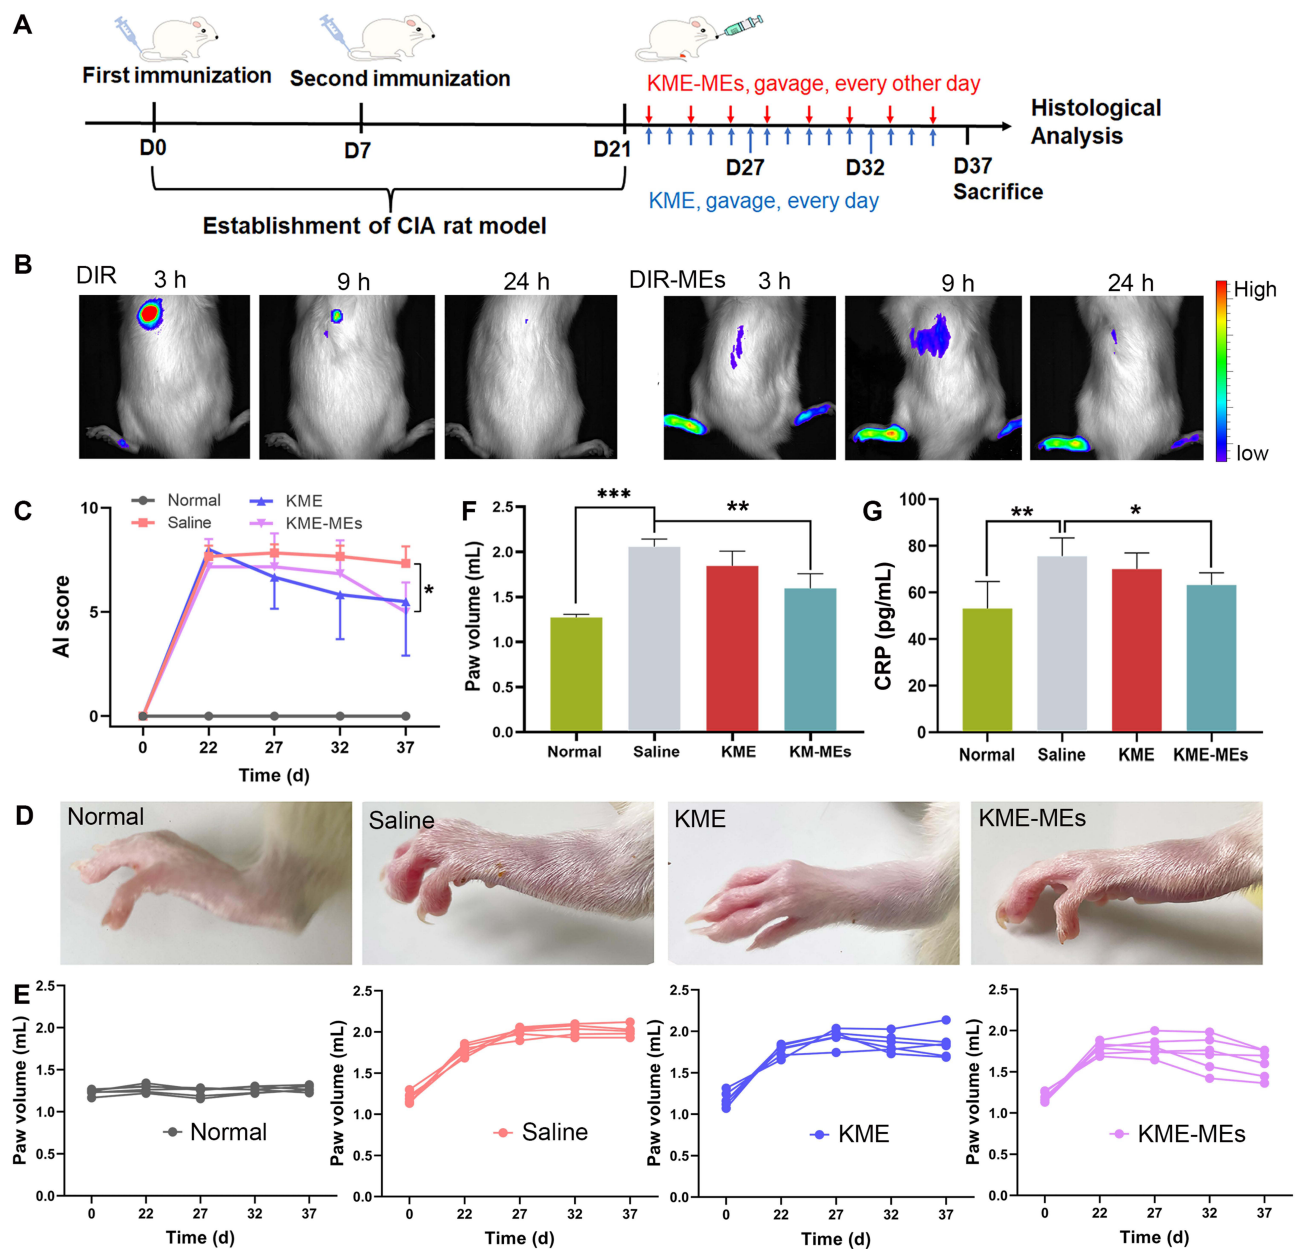 A
First immunization
Second immunization
KME-MEs, gavage, every other day
Histological
Analysis
D0
D7
D21
D27
D32
D37
Sacrifice
KME, gavage, every day
Establishment of CIA rat model
B
DIR
3 h
9 h
24 h
DIR-MEs
3 h
9 h
24 h
High
low
C
Normal
KME
Saline
KME-MEs
10
5
0
AI score
*
0
22
27
32
37
Time (d)
F
***
**
2.5
2.0
1.5
1.0
0.5
0.0
Paw volume (mL)
Normal
Saline
KME
KM-MEs
G
**
*
100
80
60
40
20
0
CRP (pg/mL)
Normal
Saline
KME
KME-MEs
D
Normal
Saline
KME
KME-MEs
E
2.5
2.0
1.5
1.0
0.5
0.0
Paw volume (mL)
Normal
0
22
27
32
37
Time (d)
2.5
2.0
1.5
1.0
0.5
0.0
Paw volume (mL)
Saline
0
22
27
32
37
Time (d)
2.5
2.0
1.5
1.0
0.5
0.0
Paw volume (mL)
KME
0
22
27
32
37
Time (d)
2.5
2.0
1.5
1.0
1.5
0.0
Paw volume (mL)
KME-MEs
0
22
27
32
37
Time (d)